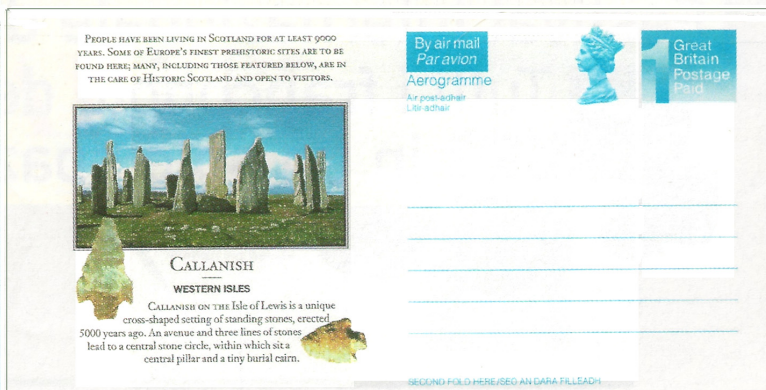 PEOPLE HAVE BEEN LIVING IN SCOTLAND FOR AT LEAST 9000
YEARS. SOME OF EUROPE'S FINEST PREHISTORIC SITES ARE TO BE
FOUND HERE; MANY, INCLUDING THOSE FEATURED BELOW, ARE IN
THE CARE OF HISTORIC SCOTLAND AND OPEN TO VISITORS.
CALLANISH
WESTERN ISLES
CALLANISH ON THE Isle of Lewis is a unique
cross-shaped setting of standing stones, erected
5000 years ago. An avenue and three lines of stones
lead to a central stone circle, within which sit a
central pillar and a tiny burial cairn.
By air mail
Par avion
Aerogramme
Air post-adhair
Litir-adhair
1
Great
Britain
Postage
Paid
SECOND FOLD HERE/SEO AN DARA FILLEADH